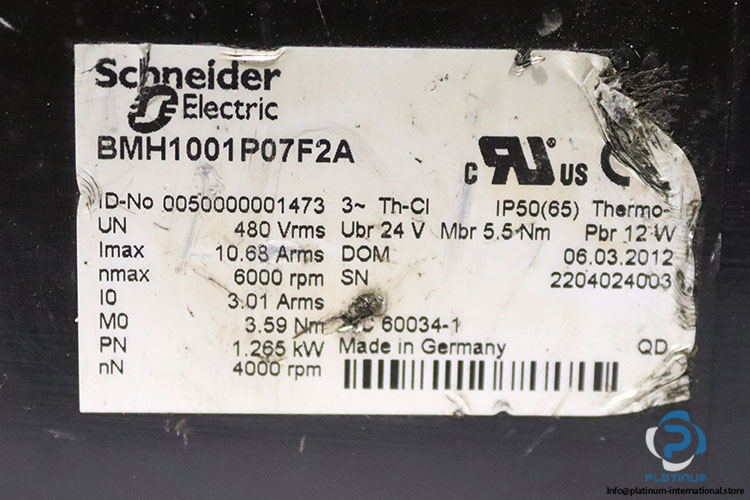 Schneider
Electric
BMH1001P07F2A
c RU US C
ID-No 0050000001473 3~ Th-Cl IP50(65) Thermo-
UN 480 Vrms Ubr 24 V Mbr 5.5 Nm Pbr 12 W
Imax 10.68 Arms DOM 06.03.2012
nmax 6000 rpm SN 2204024003
I0 3.01 Arms
M0 3.59 Nm 60034-1
PN 1.265 kW Made in Germany QD
nN 4000 rpm
PLATINUM
Info@platinum-international.store